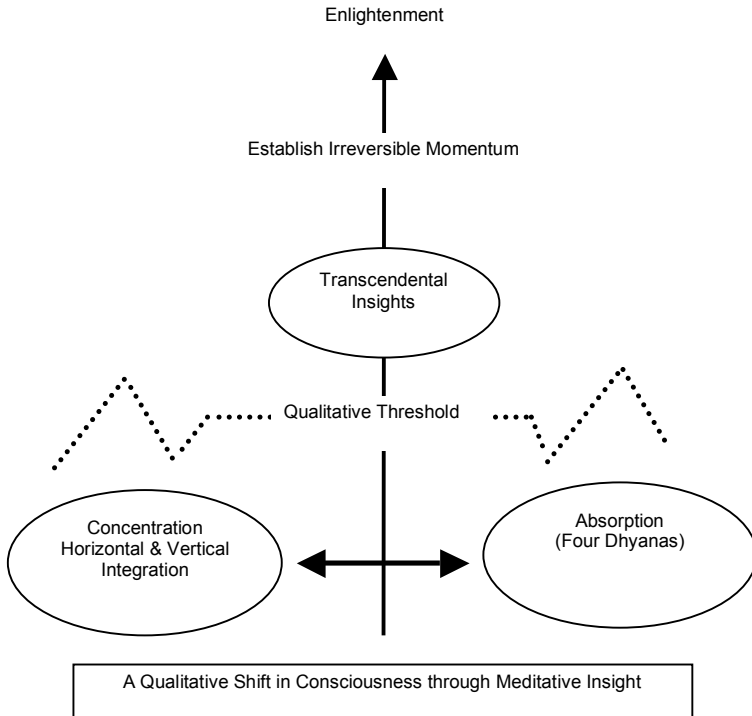 Enlightenment
Establish Irreversible Momentum
Transcendental
Insights
Qualitative Threshold
Concentration
Horizontal & Vertical
Integration
Absorption
(Four Dhyanas)
A Qualitative Shift in Consciousness through Meditative Insight